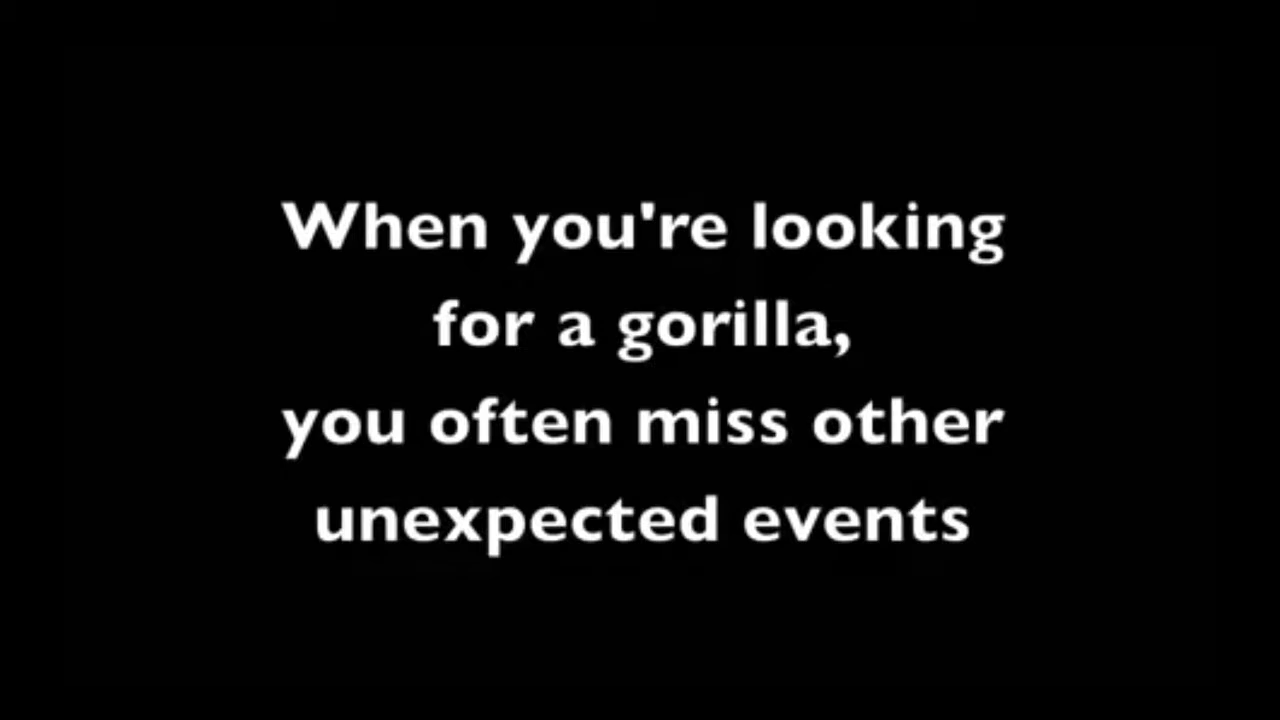 When you're looking
for a gorilla,
you often miss other
unexpected events